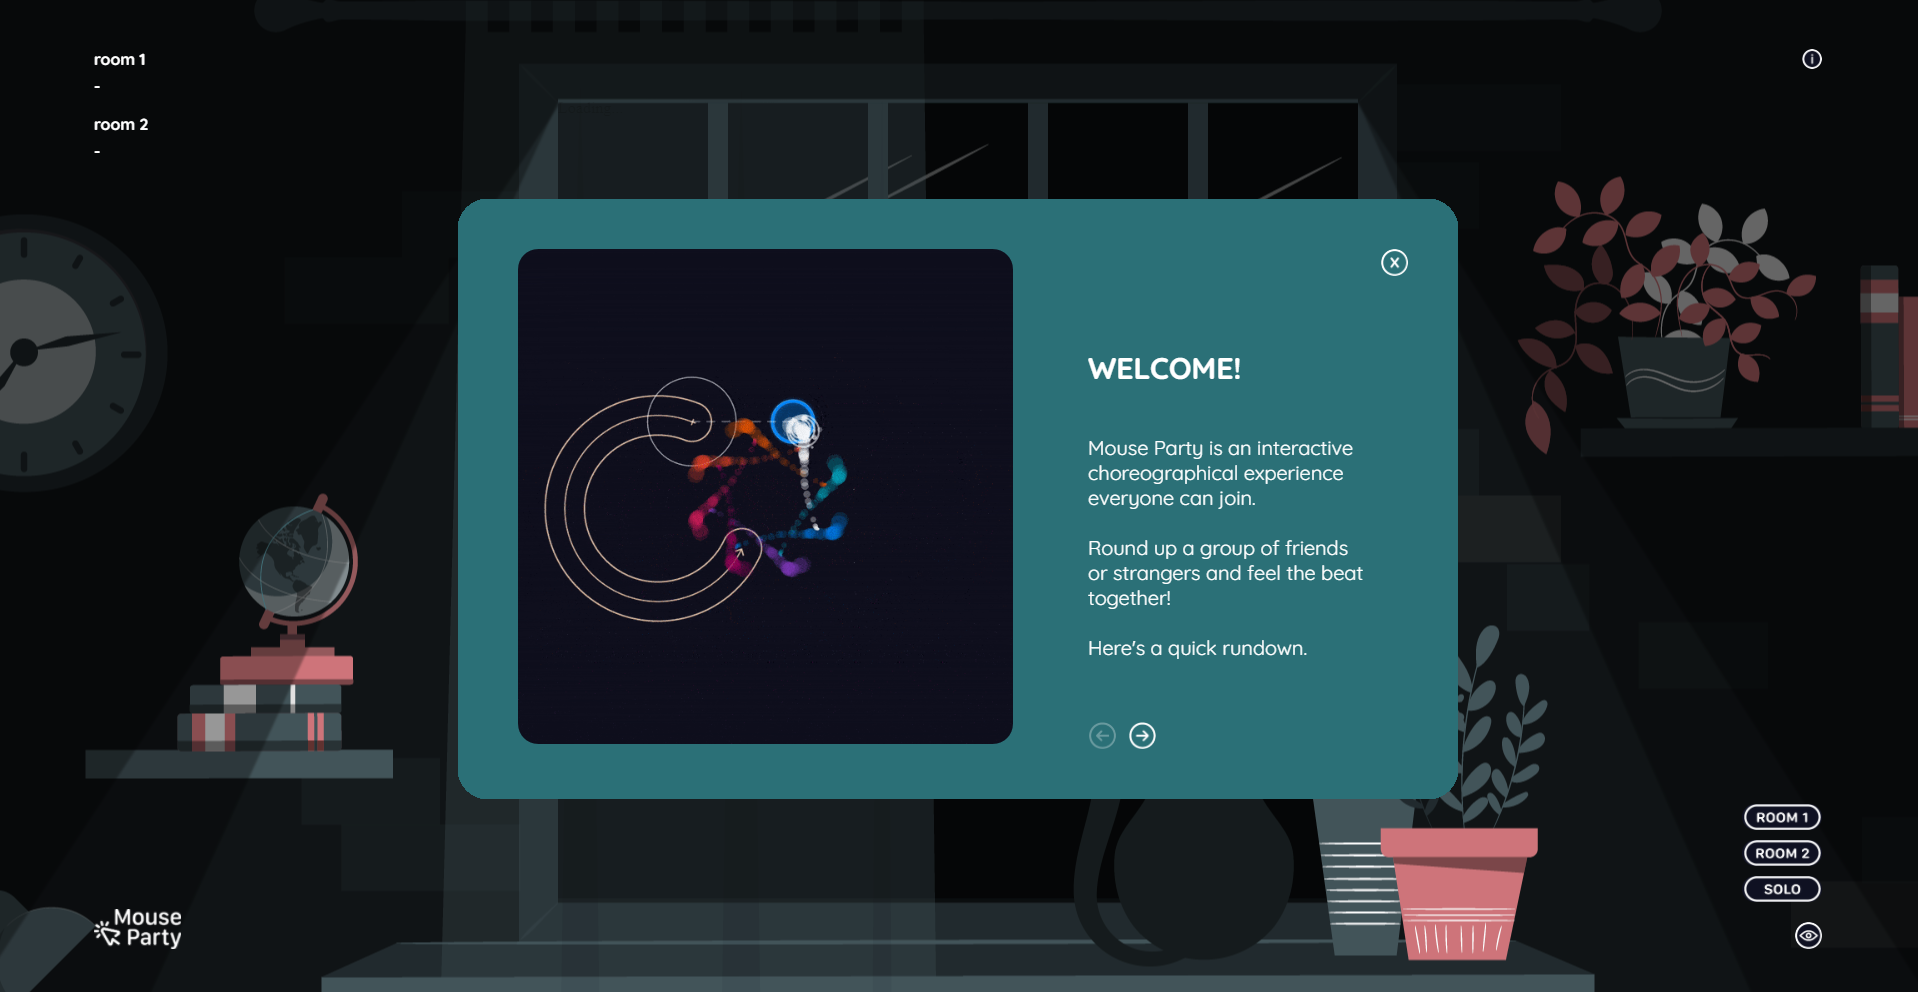 room 1
-
room 2
-
i
X
WELCOME!
Mouse Party is an interactive
choreographical experience
everyone can join.
Round up a group of friends
or strangers and feel the beat
together!
Here's a quick rundown.
ROOM 1
ROOM 2
SOLO
Mouse
Party